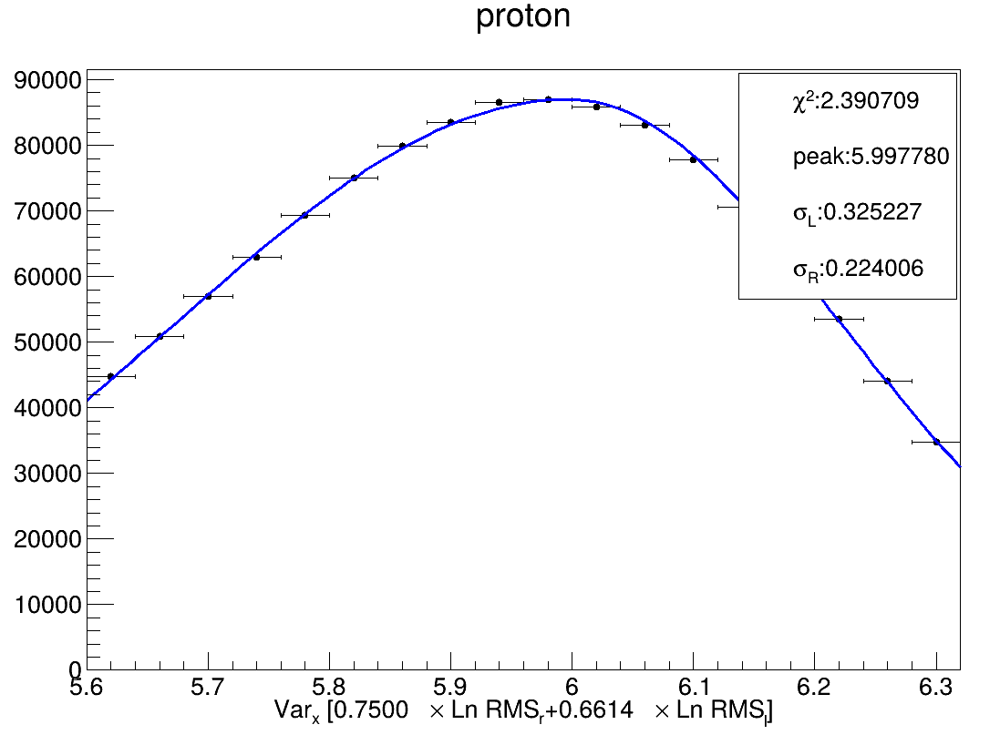 proton
90000
80000
70000
60000
50000
40000
30000
20000
10000
0
χ²:2.390709
peak:5.997780
σL:0.325227
σR:0.224006
5.6 5.7 5.8 5.9 6 6.1 6.2 6.3
Varx [0.7500 × Ln RMSr+0.6614 × Ln RMSl]